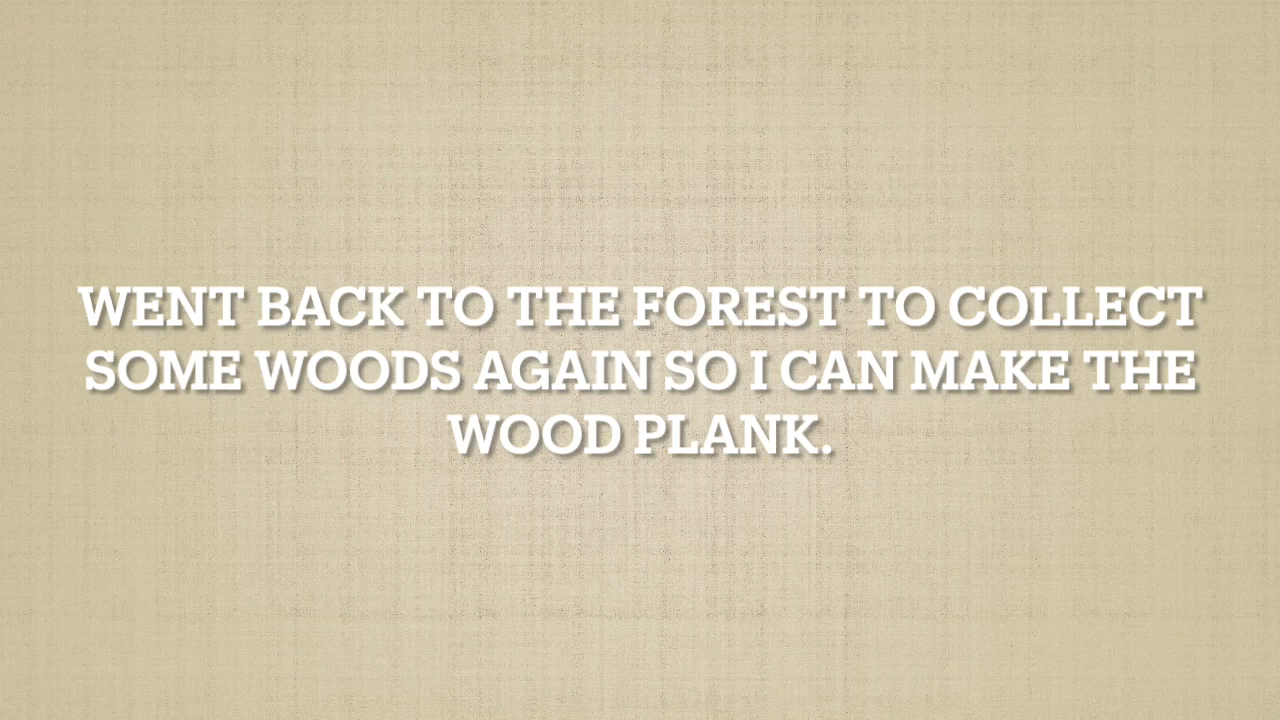 WENT BACK TO THE FOREST TO COLLECT
SOME WOODS AGAIN SO I CAN MAKE THE
WOOD PLANK.